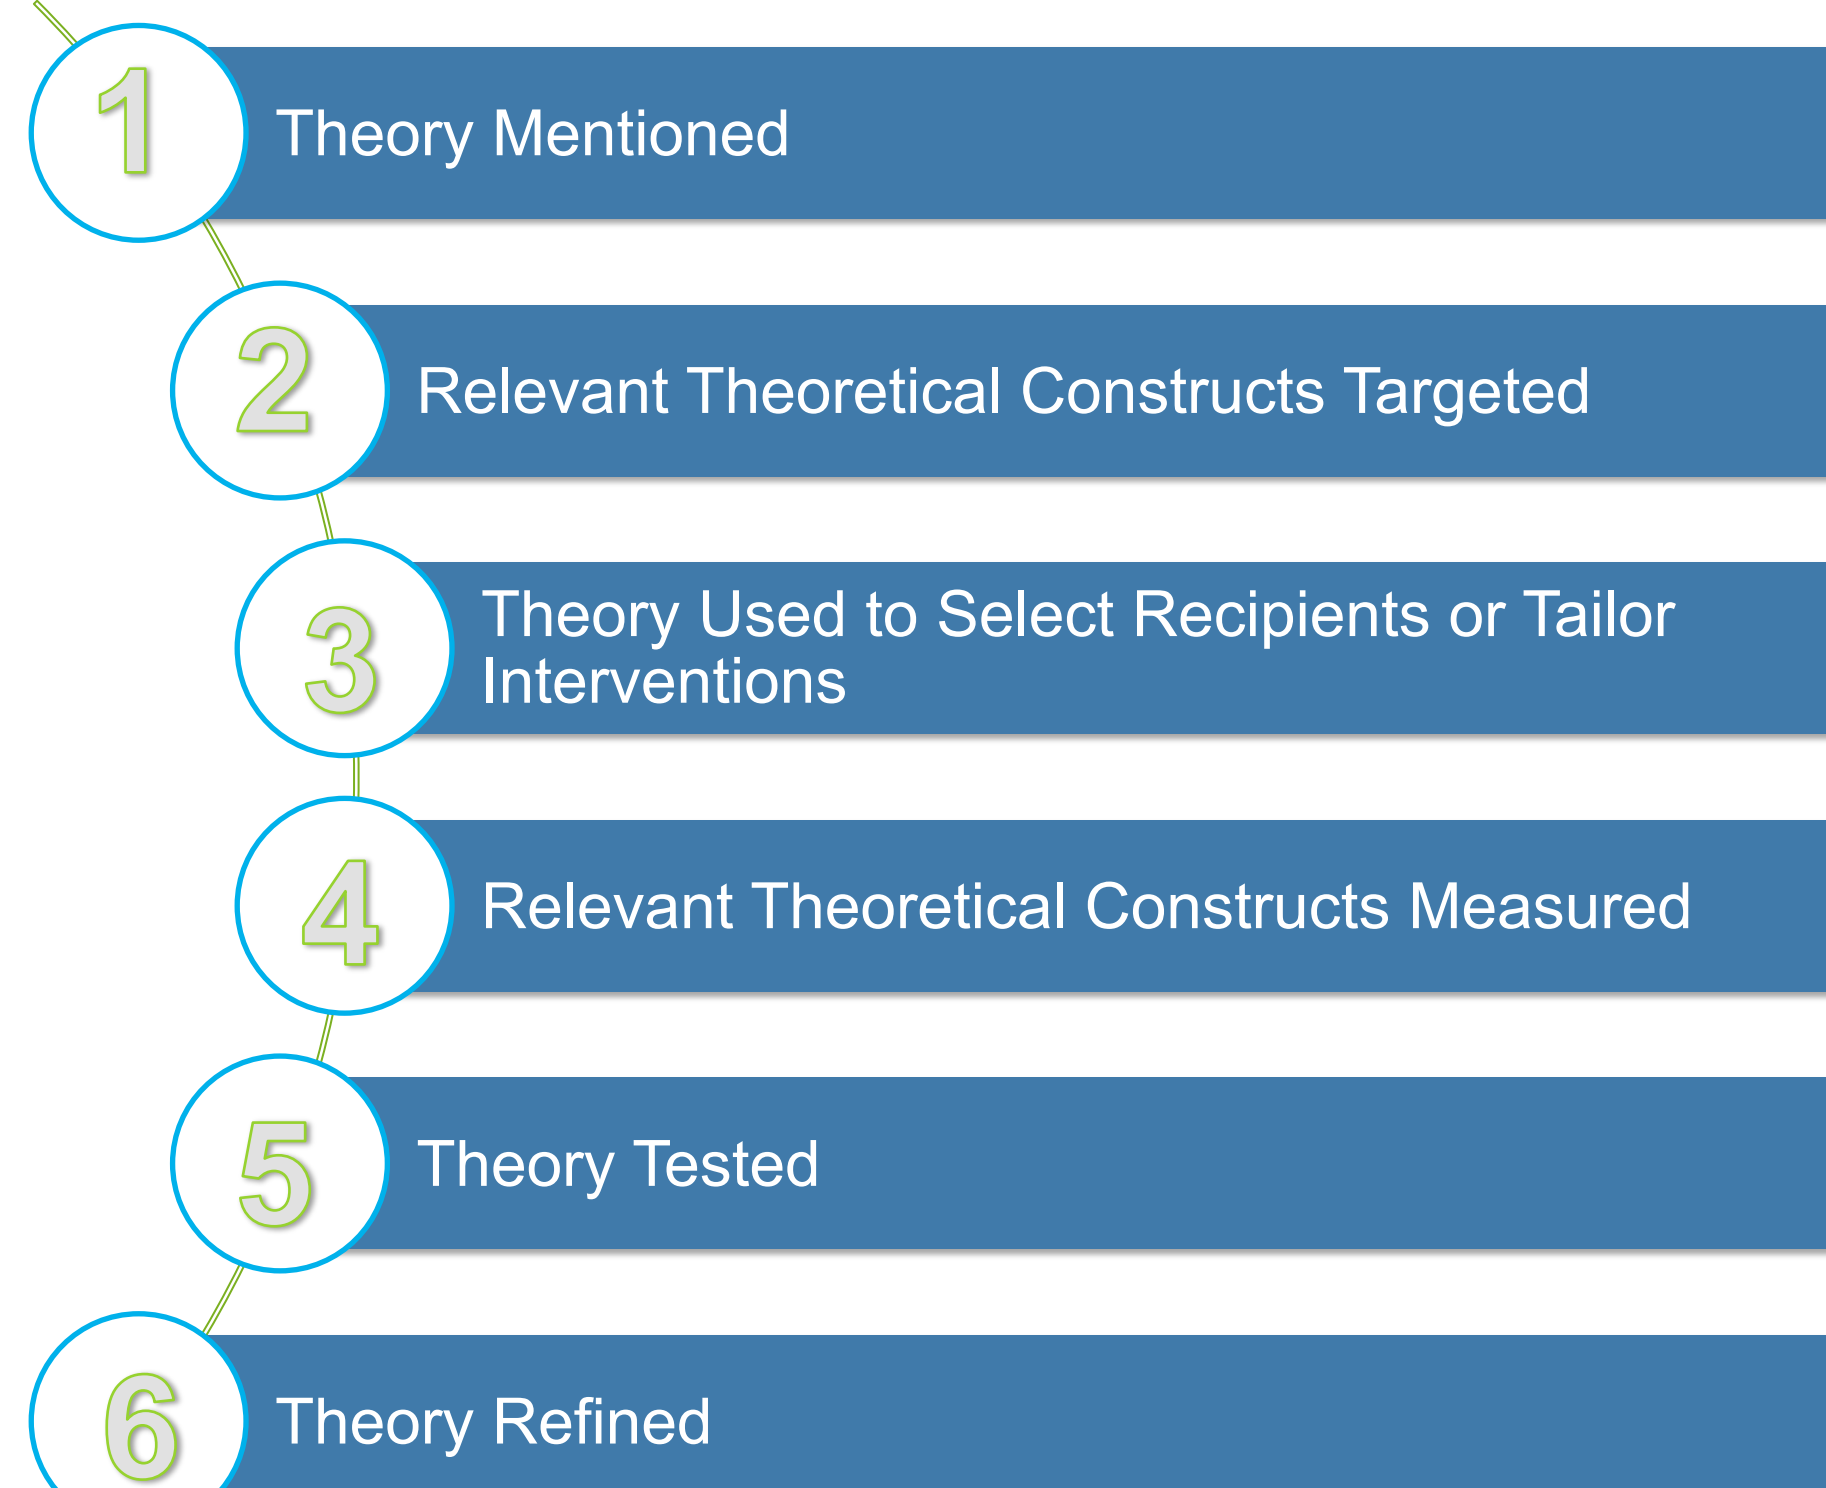 1
Theory Mentioned
2
Relevant Theoretical Constructs Targeted
3
Theory Used to Select Recipients or Tailor
Interventions
4
Relevant Theoretical Constructs Measured
5
Theory Tested
6
Theory Refined